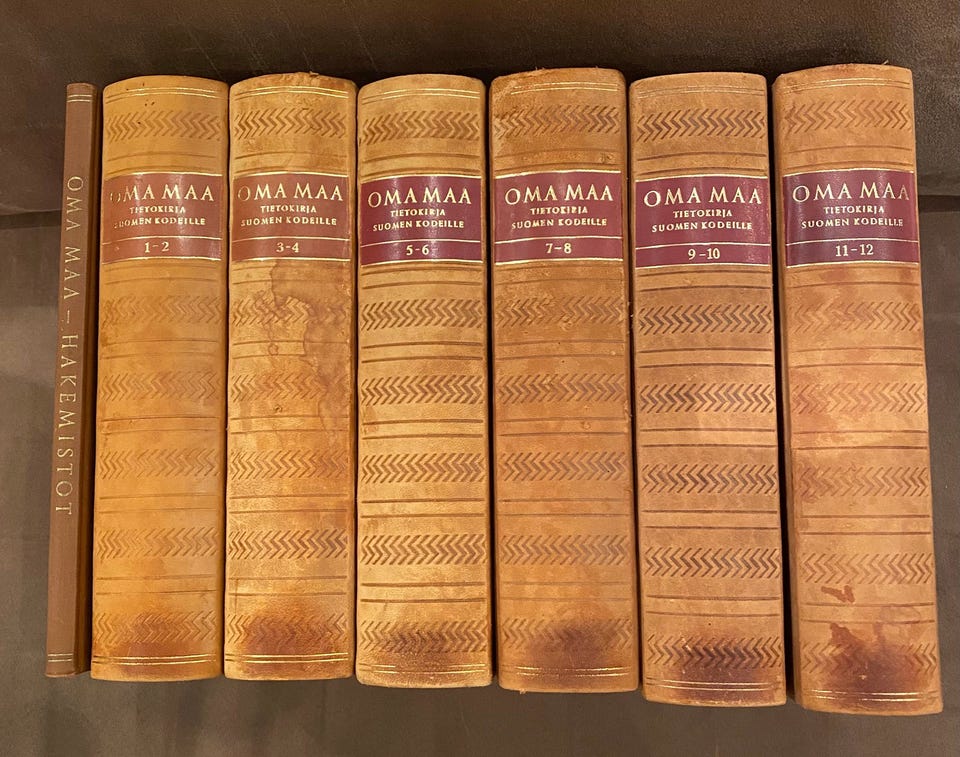 OMA MAA – HAKEMISTOT
OMA MAA
TIETOKIRJA
SUOMEN KODEILLE
1-2
OMA MAA
TIETOKIRJA
SUOMEN KODEILLE
3-4
OMA MAA
TIETOKIRJA
SUOMEN KODEILLE
5-6
OMA MAA
TIETOKIRJA
SUOMEN KODEILLE
7-8
OMA MAA
TIETOKIRJA
SUOMEN KODEILLE
9-10
OMA MAA
TIETOKIRJA
SUOMEN KODEILLE
11-12